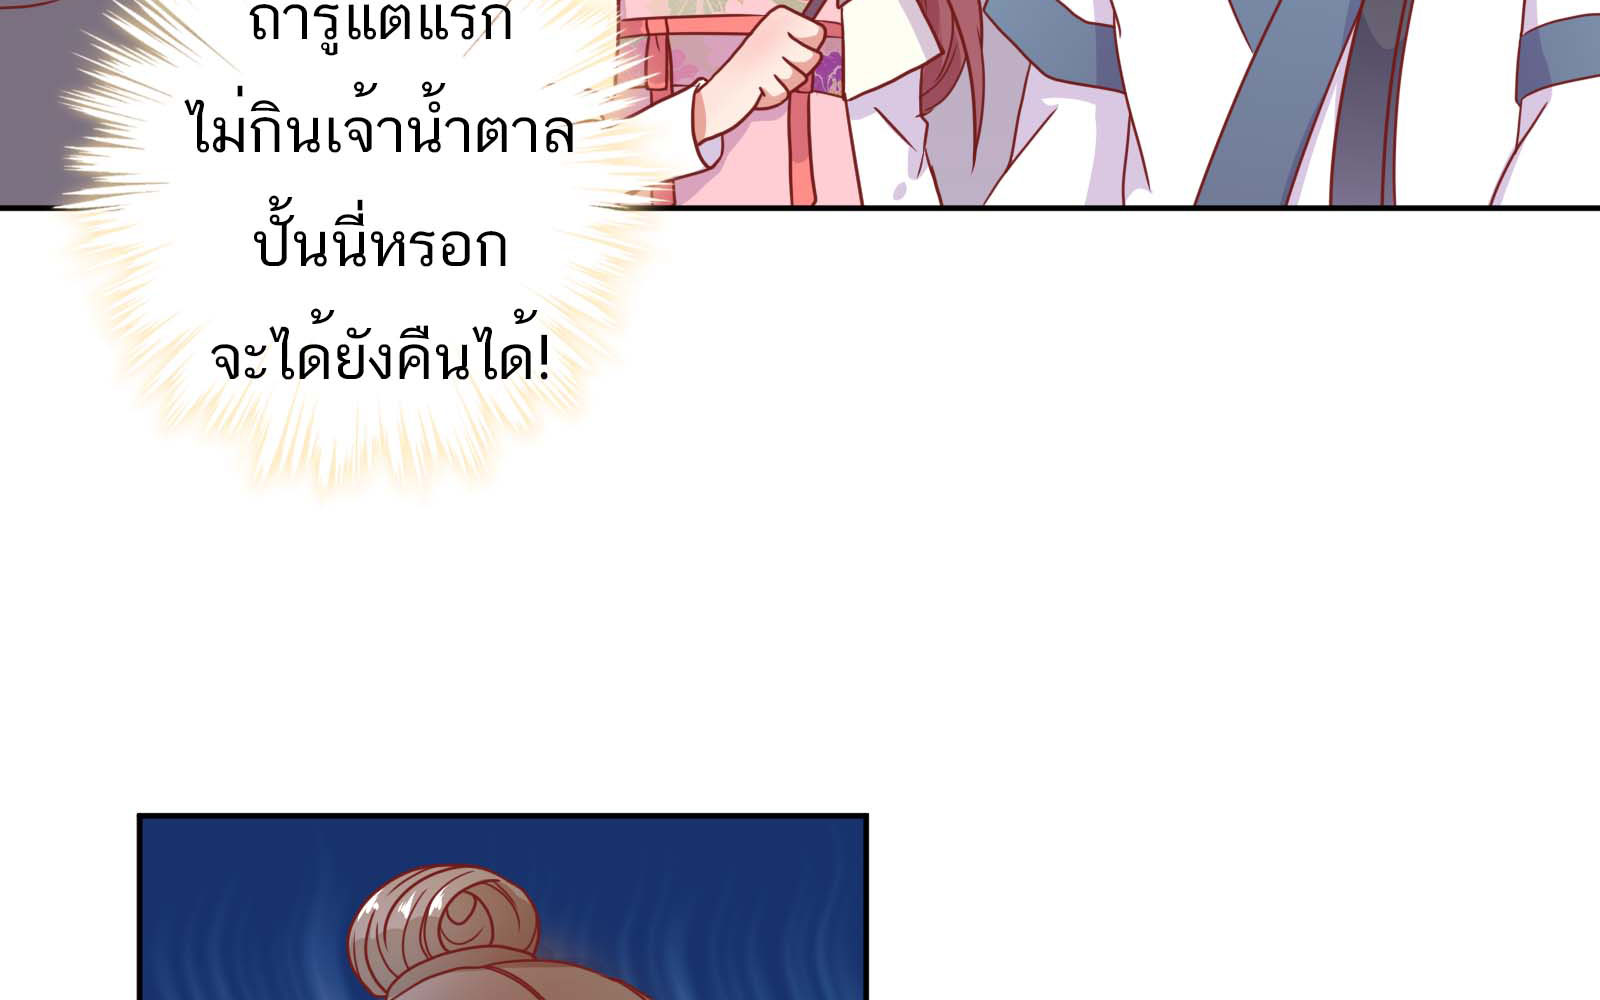 ถ้ารู้แต่แรก
ไม่กินเจ้าน้ำตาล
ปั้นนี่หรอก
จะได้ยังคืนได้!